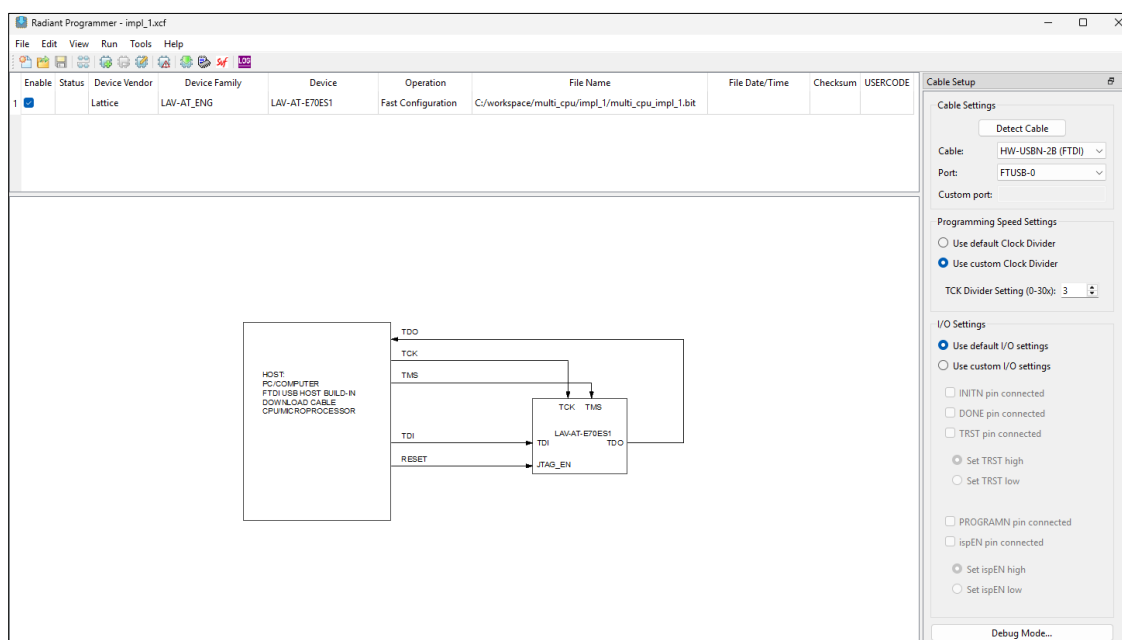 Radiant Programmer - impl_1.xcf
File Edit View Run Tools Help
LOG
Enable Status Device Vendor Device Family Device Operation File Name File Date/Time Checksum USERCODE
1 Lattice LAV-AT_ENG LAV-AT-E70ES1 Fast Configuration C:/workspace/multi_cpu/impl_1/multi_cpu_impl_1.bit
Cable Setup
Cable Settings
Detect Cable
Cable: HW-USBN-2B (FTDI)
Port: FTUSB-0
Custom port:
Programming Speed Settings
Use default Clock Divider
Use custom Clock Divider
TCK Divider Setting (0-30x): 3
I/O Settings
Use default I/O settings
Use custom I/O settings
INITN pin connected
DONE pin connected
TRST pin connected
Set TRST high
Set TRST low
PROGRAMN pin connected
ispEN pin connected
Set ispEN high
Set ispEN low
Debug Mode...
HOST:
PC/COMPUTER
FTDI USB HOST BUILD-IN
DOWNLOAD CABLE
CPU/MICROPROCESSOR
TDO
TCK
TMS
TDI
RESET
TCK TMS
LAV-AT-E70ES1
TDI TDO
JTAG_EN